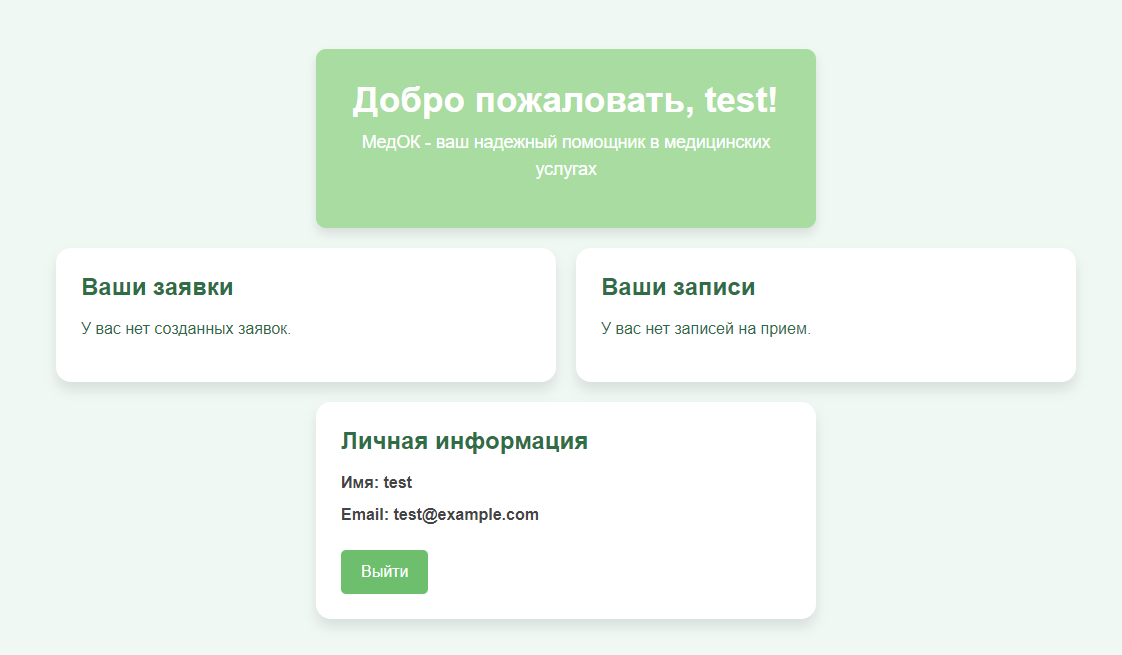 Добро пожаловать, test!
МедОК - ваш надежный помощник в медицинских
услугах
Ваши заявки
У вас нет созданных заявок.
Ваши записи
У вас нет записей на прием.
Личная информация
Имя: test
Email: test@example.com
Выйти